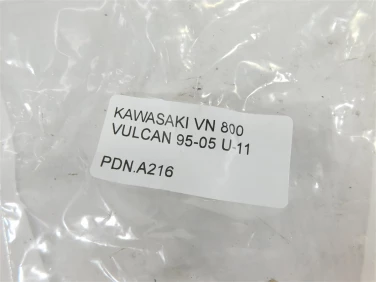 KAWASAKI VN 800
VULCAN 95-05 U-11
PDN.A216